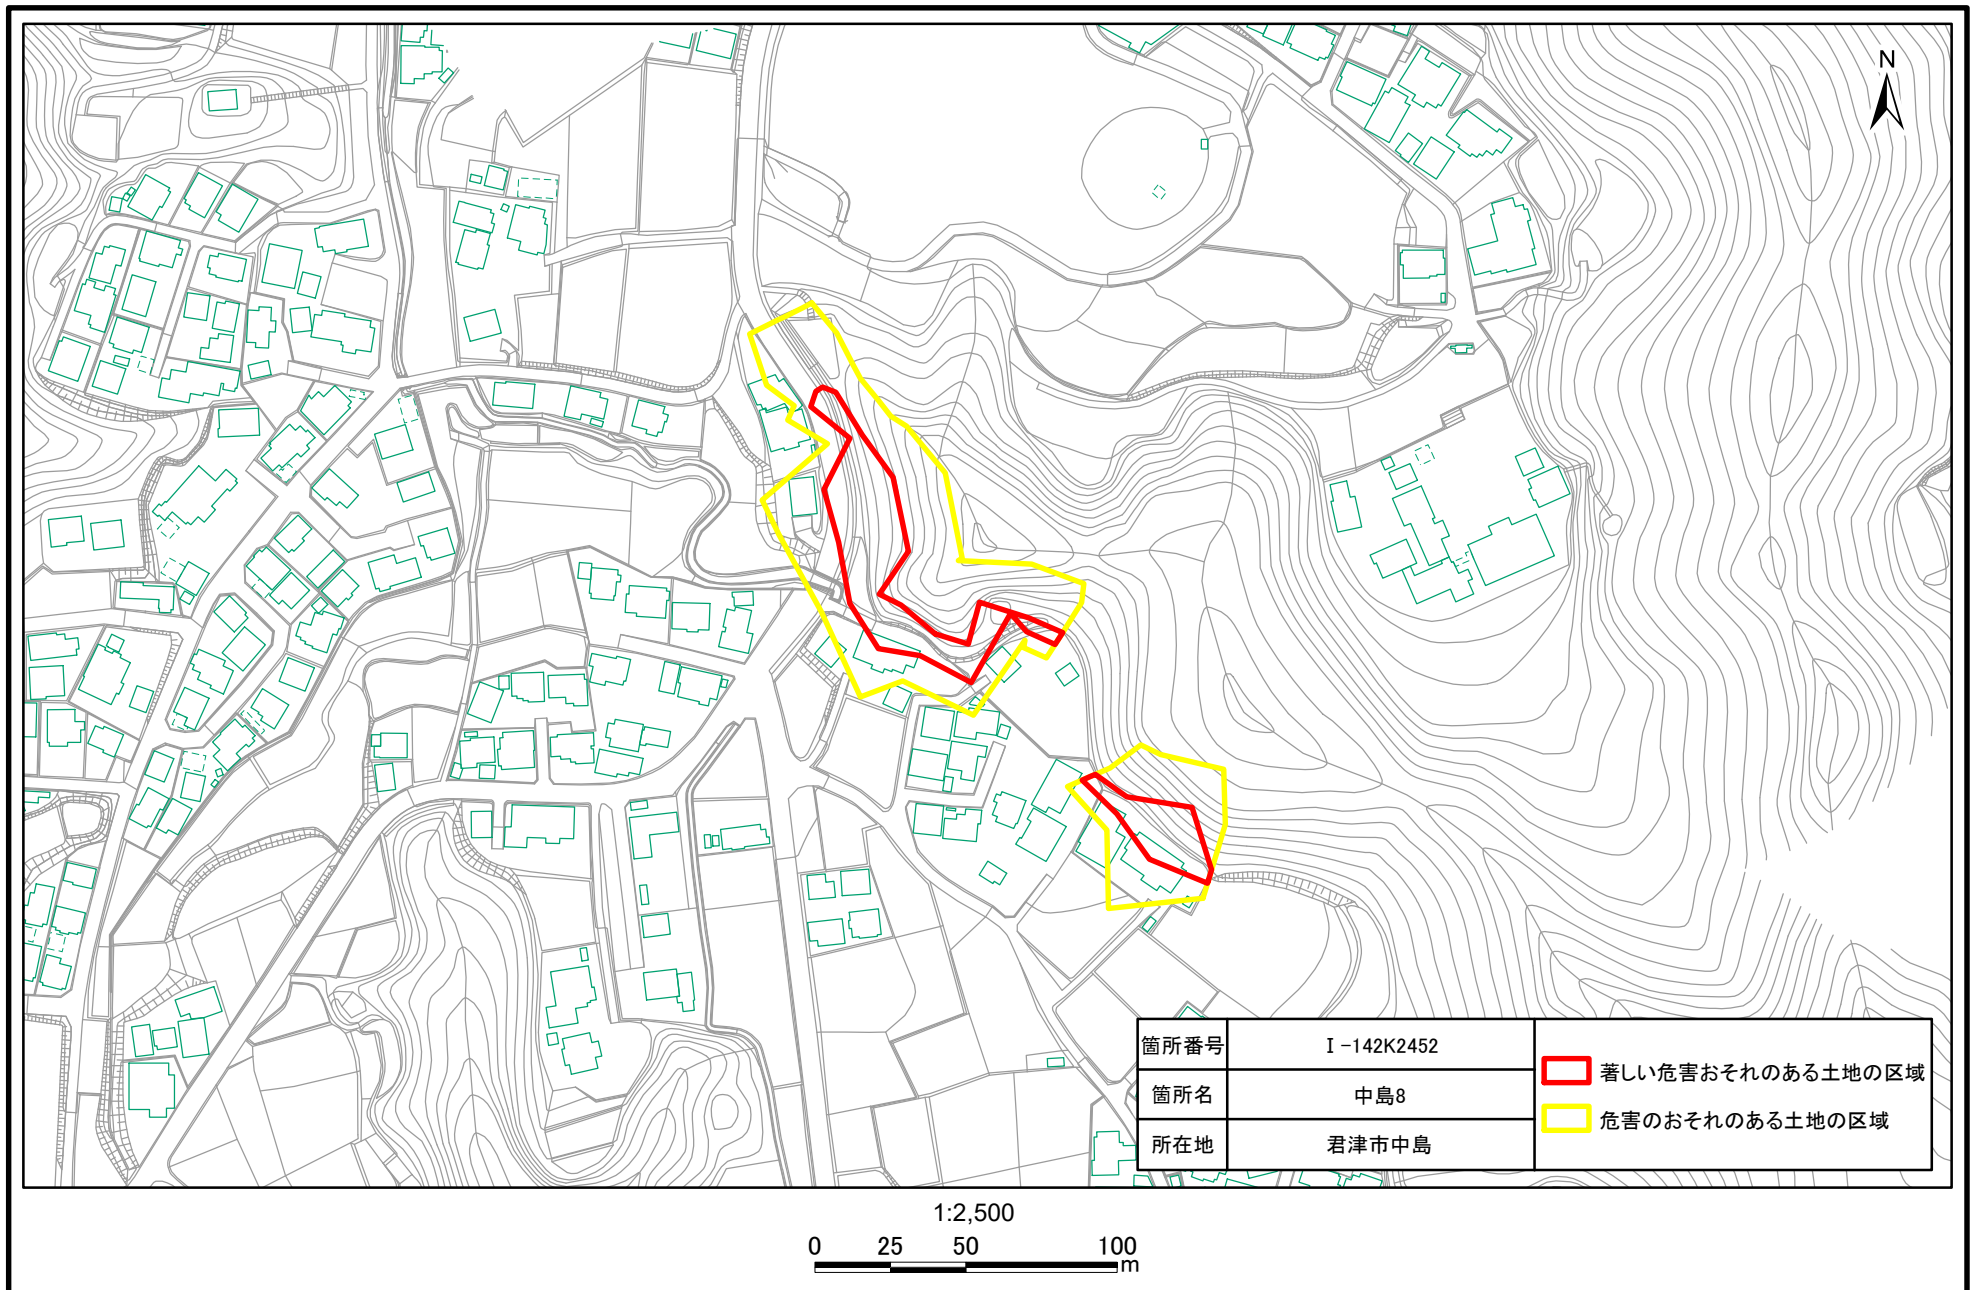 N
箇所番号 I-142K2452
箇所名 中島8
所在地 君津市中島
著しい危害おそれのある土地の区域
危害のおそれのある土地の区域
1:2,500
0 25 50 100
m